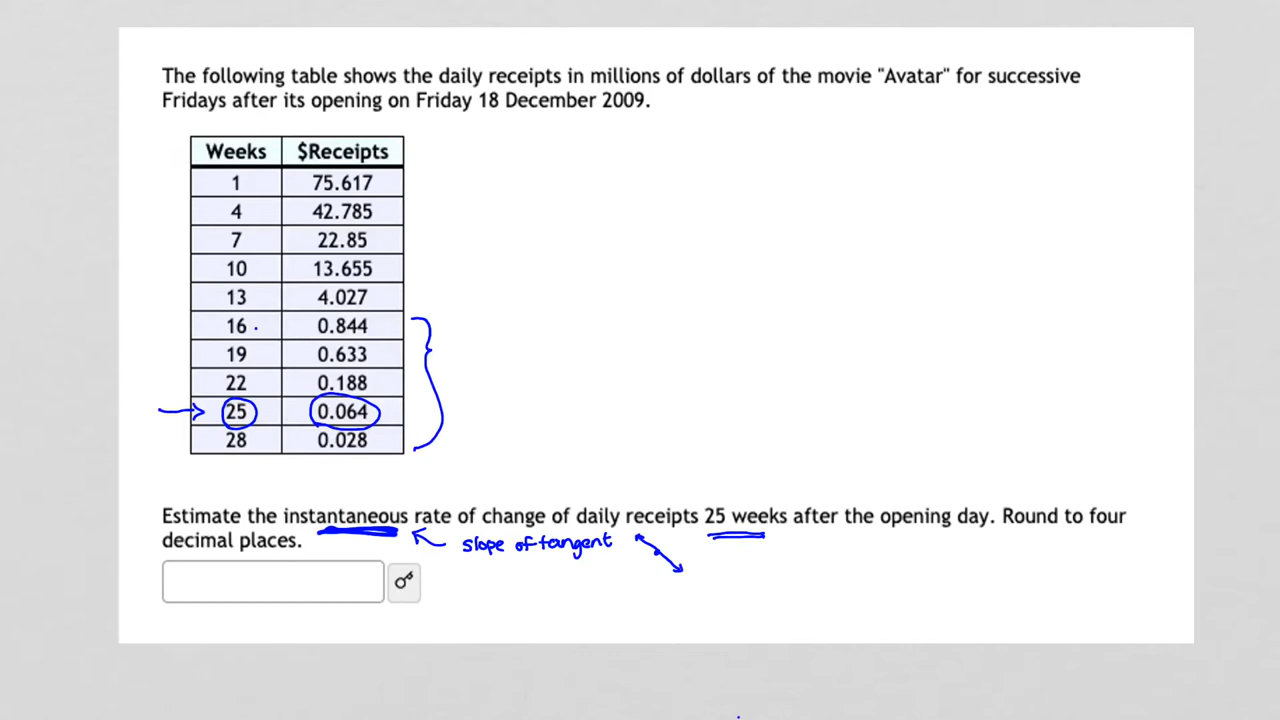 The following table shows the daily receipts in millions of dollars of the movie "Avatar" for successive
Fridays after its opening on Friday 18 December 2009.
Weeks $Receipts
1 75.617
4 42.785
7 22.85
10 13.655
13 4.027
16 0.844
19 0.633
22 0.188
25 0.064
28 0.028
Estimate the instantaneous rate of change of daily receipts 25 weeks after the opening day. Round to four
decimal places.
slope of tangent